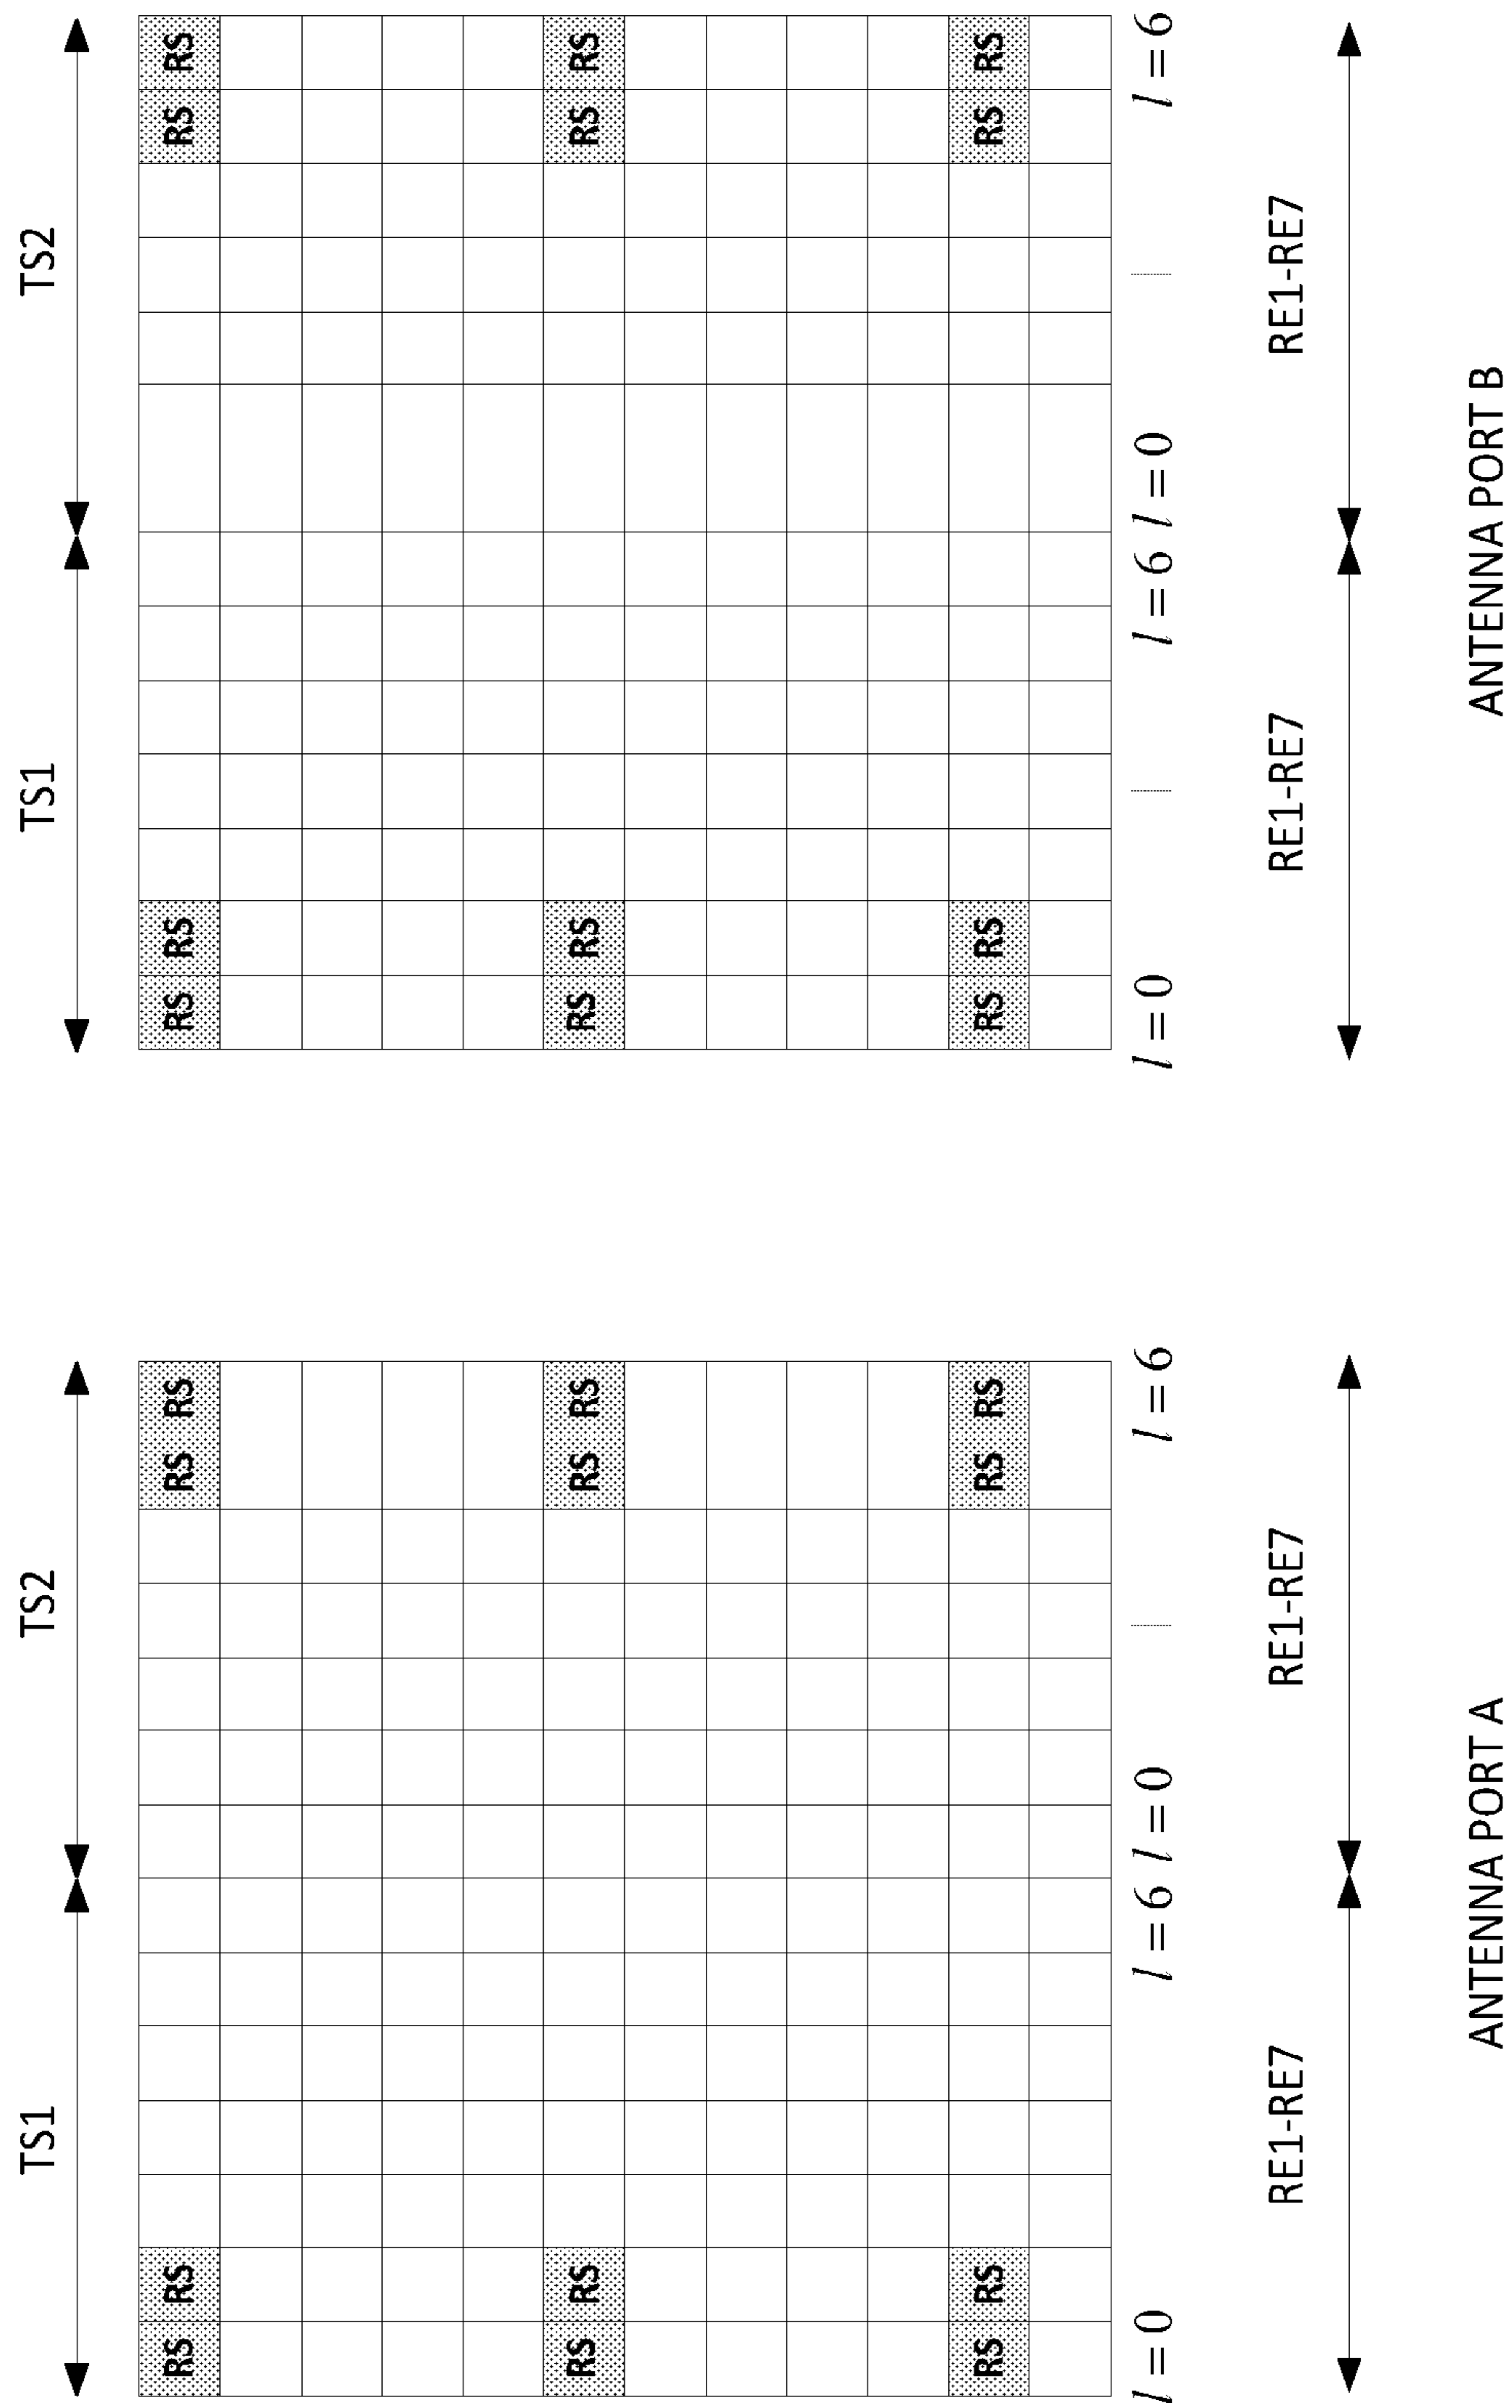 TS1 TS2 TS1 TS2
RS RS RS RS RS RS RS RS
RS RS RS RS RS RS RS RS
RS RS RS RS RS RS RS RS
l = 0 l = 6 l = 0 l = 6 l = 0 l = 6 l = 0 l = 6
RE1-RE7 RE1-RE7 RE1-RE7 RE1-RE7
ANTENNA PORT A ANTENNA PORT B